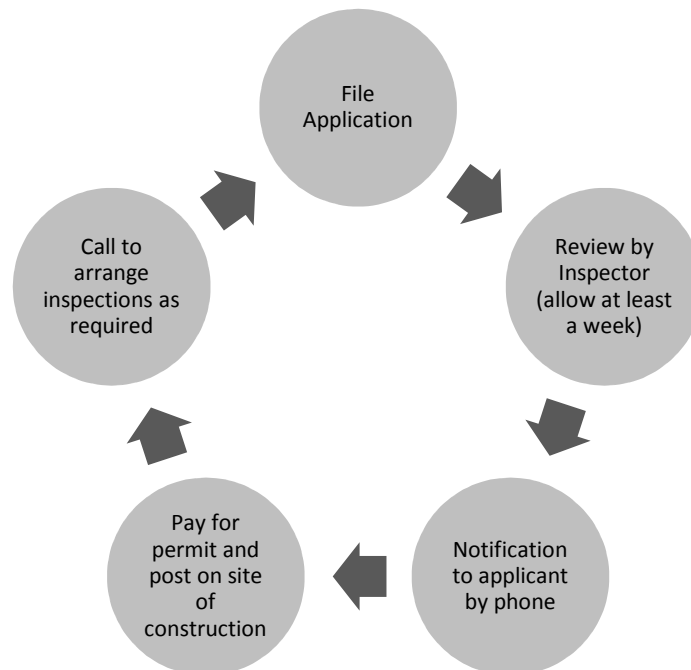 File
Application
Review by
Inspector
(allow at least
a week)
Notification
to applicant
by phone
Pay for
permit and
post on site
of
construction
Call to
arrange
inspections as
required